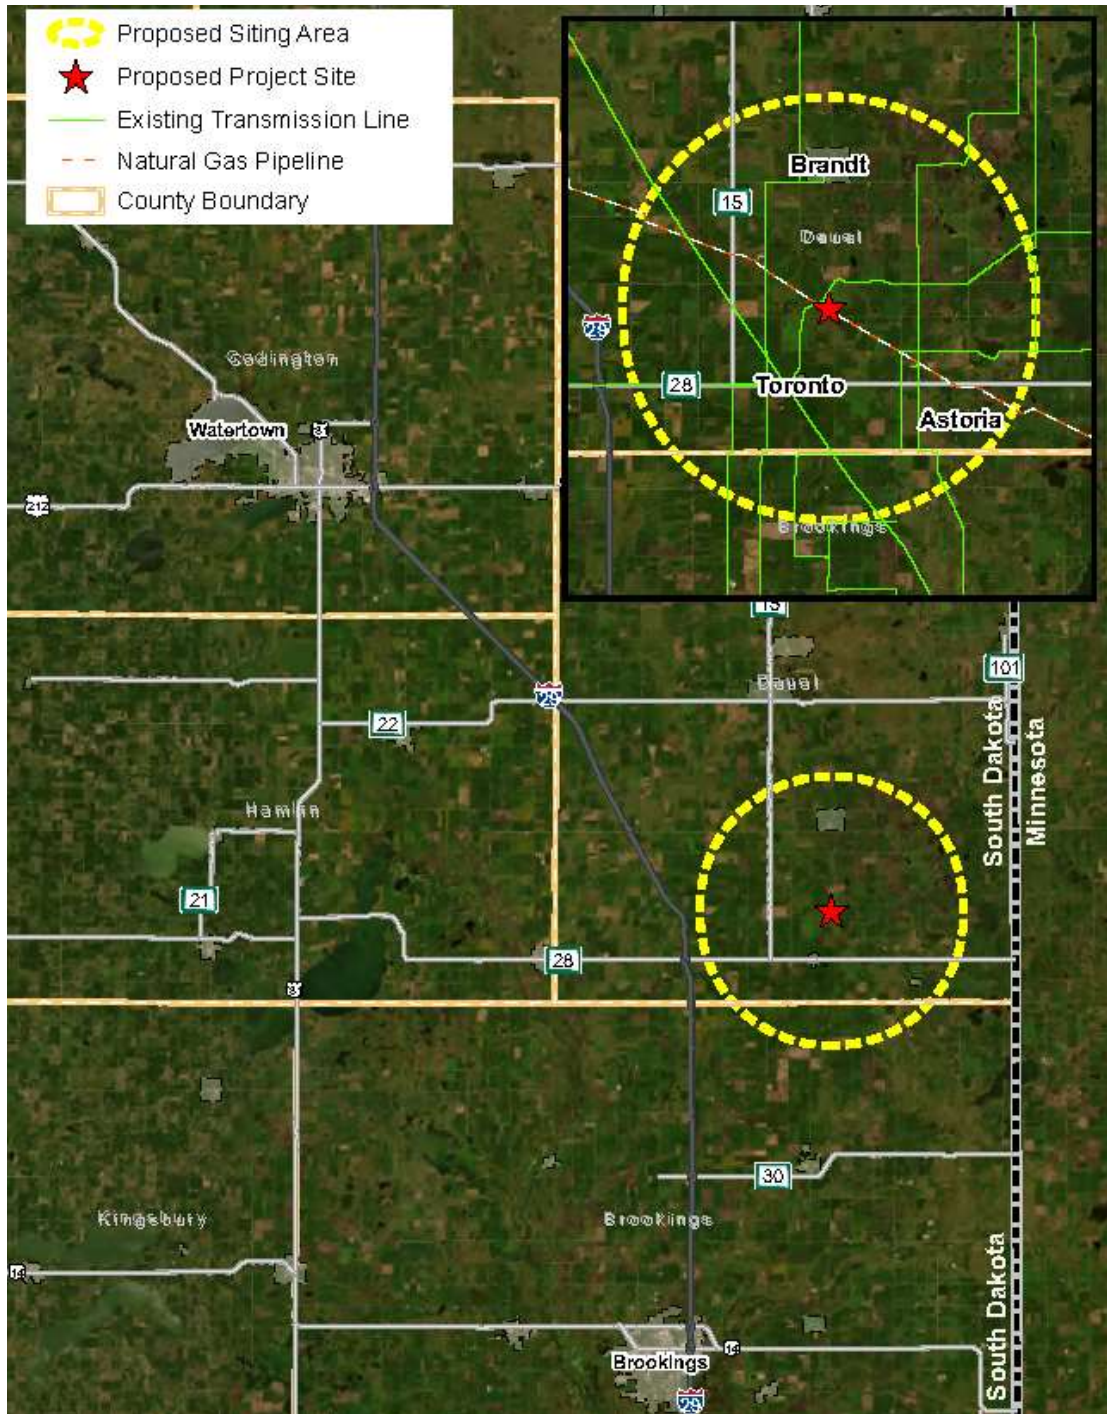 Proposed Siting Area
Proposed Project Site
Existing Transmission Line
Natural Gas Pipeline
County Boundary
Brandt
15
Deuel
29
28
Toronto
Astoria
Brookings
Codington
Watertown
81
212
15
101
Deuel
29
22
South Dakota
Minnesota
Hamlin
21
28
81
30
Kingsbury
Brookings
14
South Dakota
14
Brookings
29